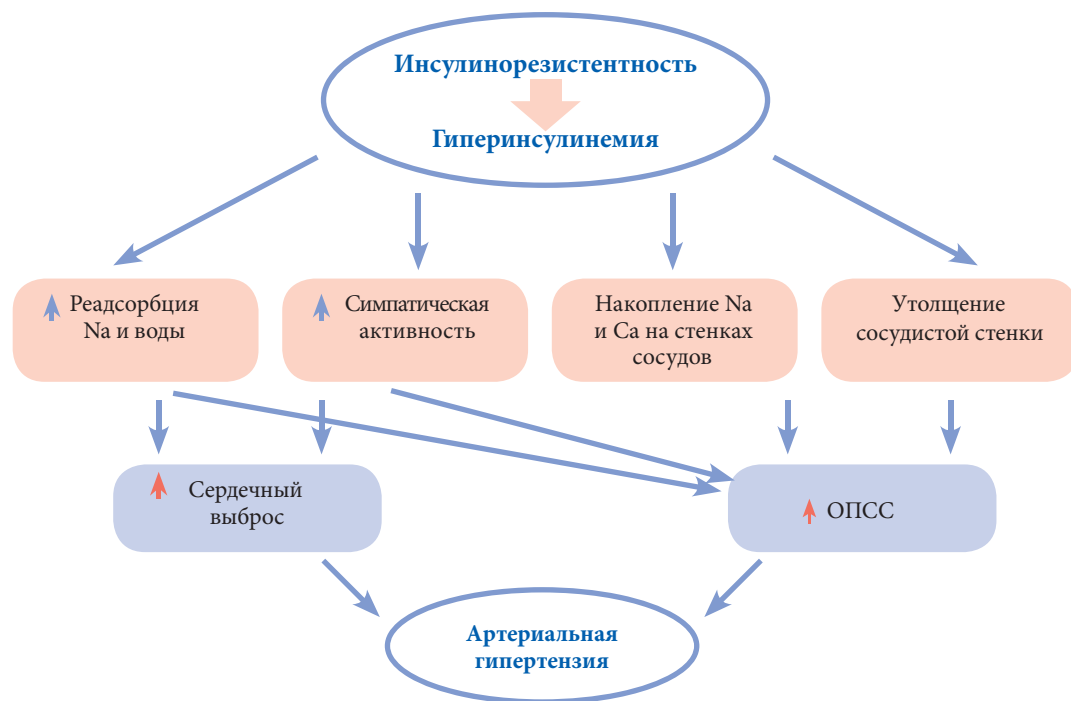 Инсулинорезистентность
Гиперинсулинемия
Реадсорбция
Na и воды
Симпатическая
активность
Накопление Na
и Ca на стенках
сосудов
Утолщение
сосудистой стенки
Сердечный
выброс
ОПСС
Артериальная
гипертензия